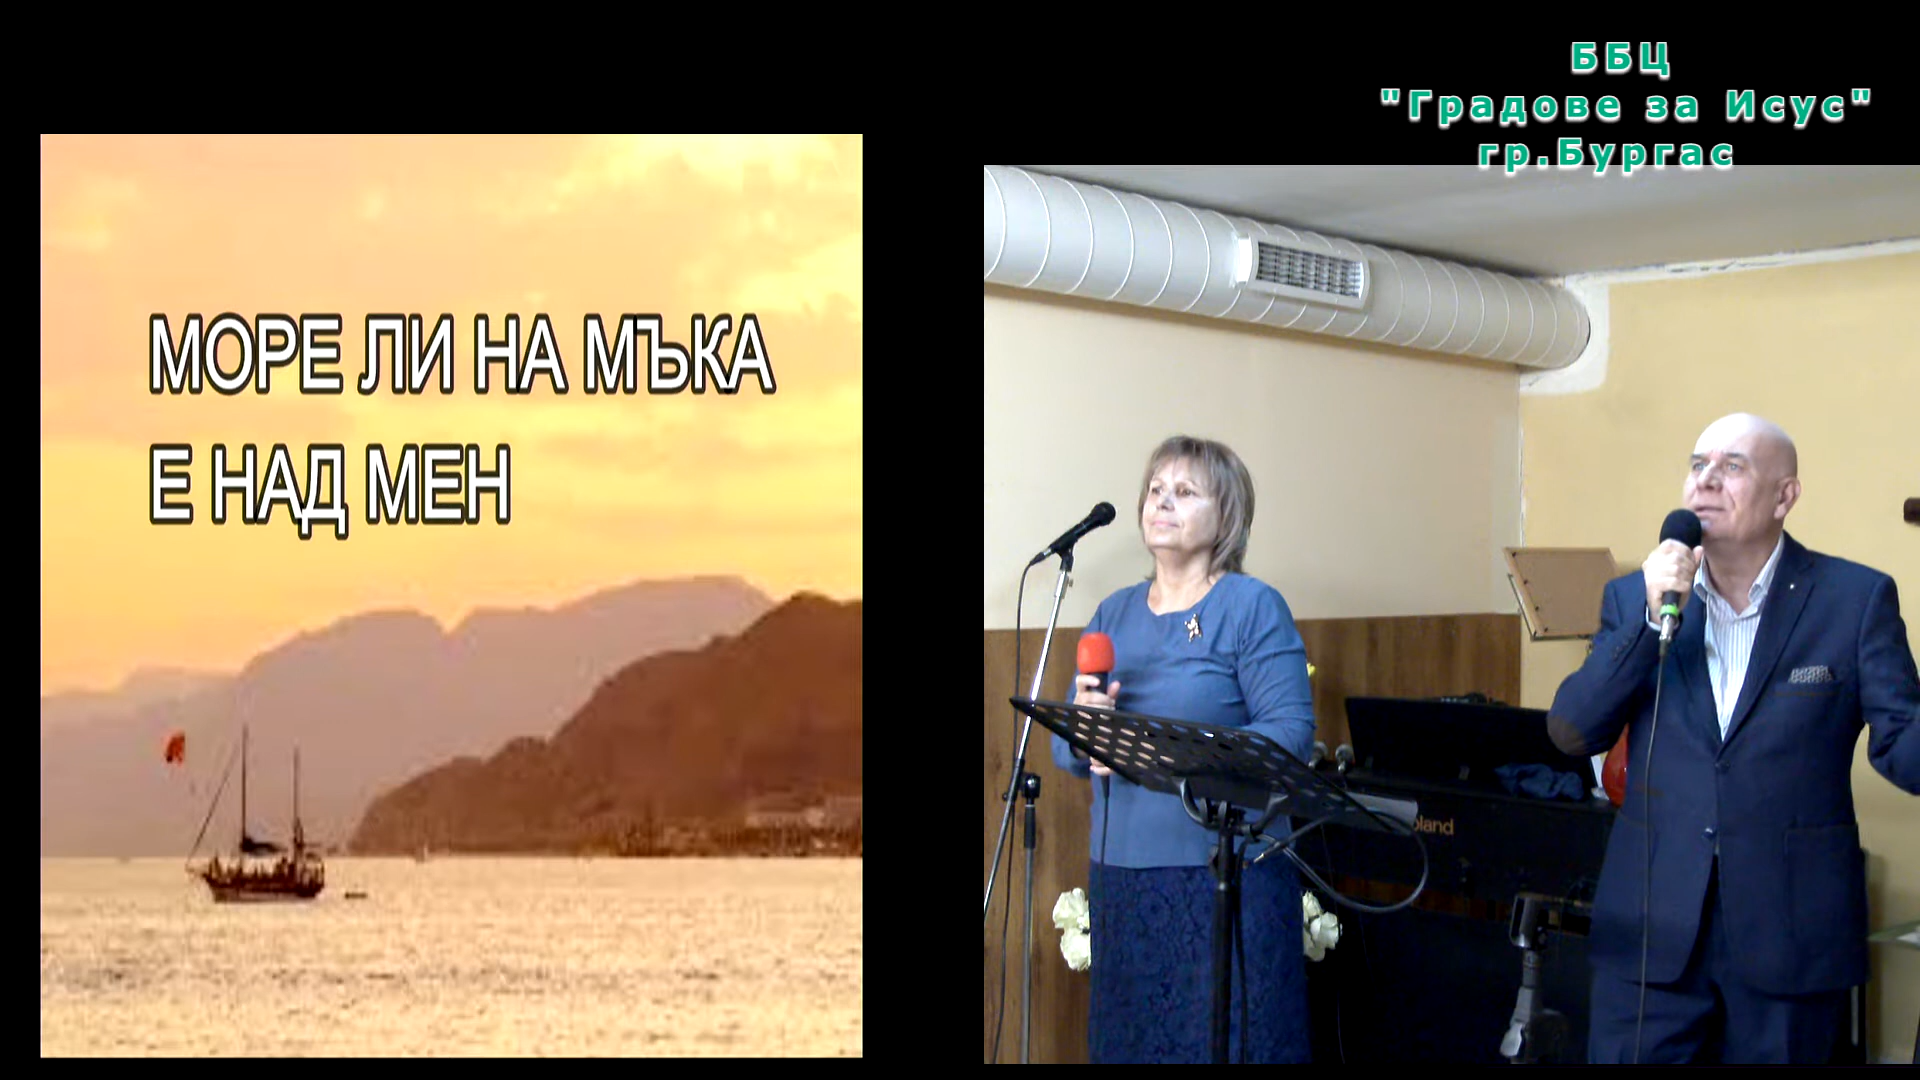 ББЦ
"Градове за Исус"
гр.Бургас
МОРЕ ЛИ НА МЪКА
Е НАД МЕН